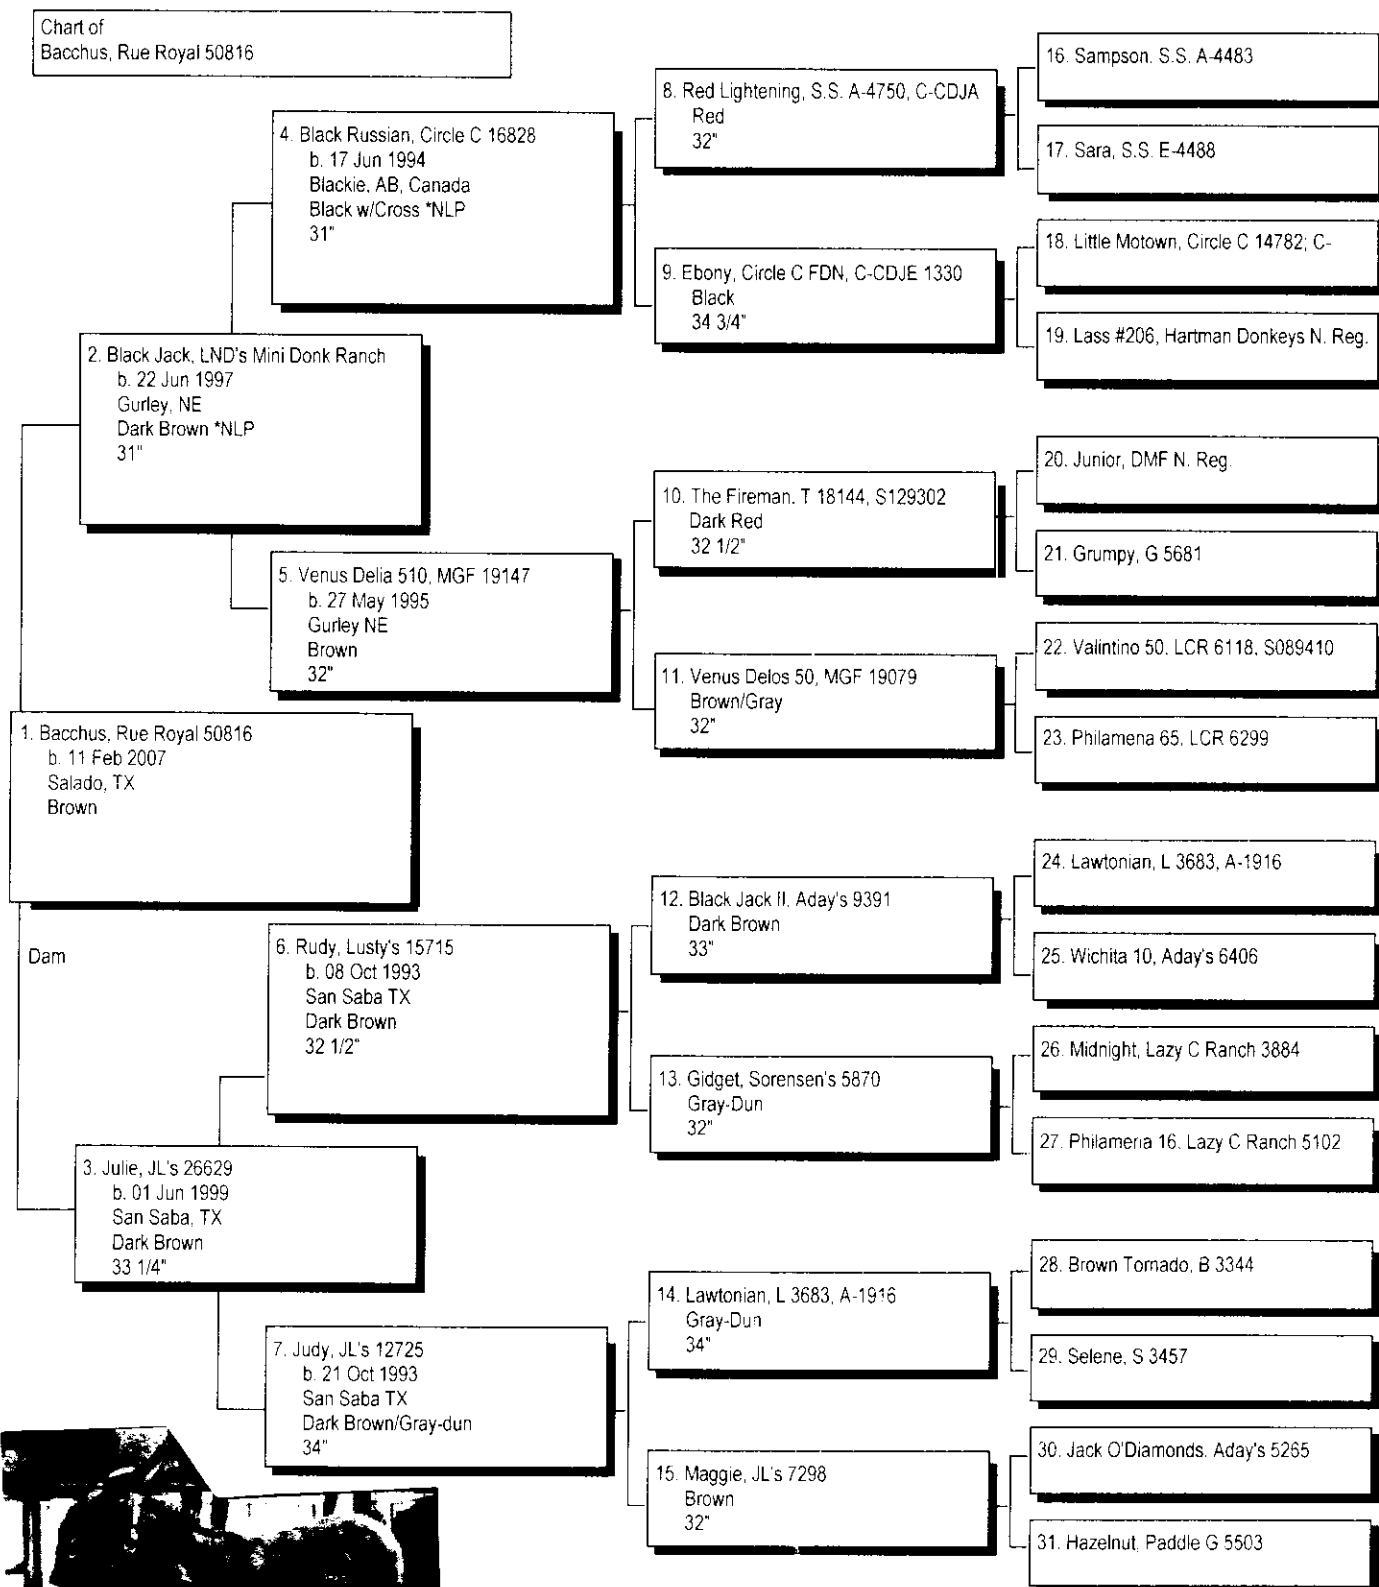 Chart of
Bacchus, Rue Royal 50816
1. Bacchus, Rue Royal 50816
b. 11 Feb 2007
Salado, TX
Brown
Dam
2. Black Jack, LND's Mini Donk Ranch
b. 22 Jun 1997
Gurley, NE
Dark Brown *NLP
31"
3. Julie, JL's 26629
b. 01 Jun 1999
San Saba, TX
Dark Brown
33 1/4"
4. Black Russian, Circle C 16828
b. 17 Jun 1994
Blackie, AB, Canada
Black w/Cross *NLP
31"
5. Venus Delia 510, MGF 19147
b. 27 May 1995
Gurley NE
Brown
32"
6. Rudy, Lusty's 15715
b. 08 Oct 1993
San Saba TX
Dark Brown
32 1/2"
7. Judy, JL's 12725
b. 21 Oct 1993
San Saba TX
Dark Brown/Gray-dun
34"
8. Red Lightening, S.S. A-4750, C-CDJA
Red
32"
9. Ebony, Circle C FDN, C-CDJE 1330
Black
34 3/4"
10. The Fireman. T 18144, S129302
Dark Red
32 1/2"
11. Venus Delos 50, MGF 19079
Brown/Gray
32"
12. Black Jack II, Aday's 9391
Dark Brown
33"
13. Gidget, Sorensen's 5870
Gray-Dun
32"
14. Lawtonian, L 3683, A-1916
Gray-Dun
34"
15. Maggie, JL's 7298
Brown
32"
16. Sampson. S.S. A-4483
17. Sara, S.S. E-4488
18. Little Motown, Circle C 14782; C-
19. Lass #206, Hartman Donkeys N. Reg.
20. Junior, DMF N. Reg.
21. Grumpy, G 5681
22. Valintino 50, LCR 6118, S089410
23. Philamena 65, LCR 6299
24. Lawtonian, L 3683, A-1916
25. Wichita 10, Aday's 6406
26. Midnight, Lazy C Ranch 3884
27. Philamena 16. Lazy C Ranch 5102
28. Brown Tornado, B 3344
29. Selene, S 3457
30. Jack O'Diamonds. Aday's 5265
31. Hazelnut, Paddle G 5503